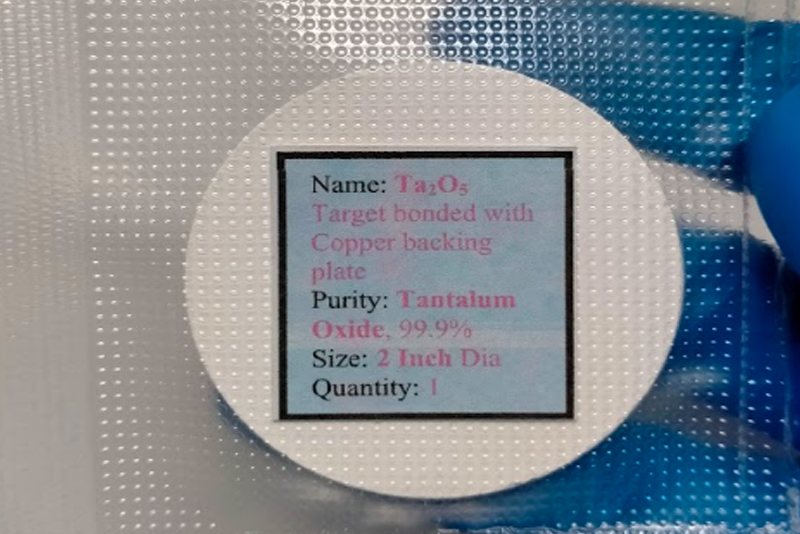 Name: Ta₂O₅
Target bonded with
Copper backing
plate
Purity: Tantalum
Oxide, 99.9%
Size: 2 Inch Dia
Quantity: 1